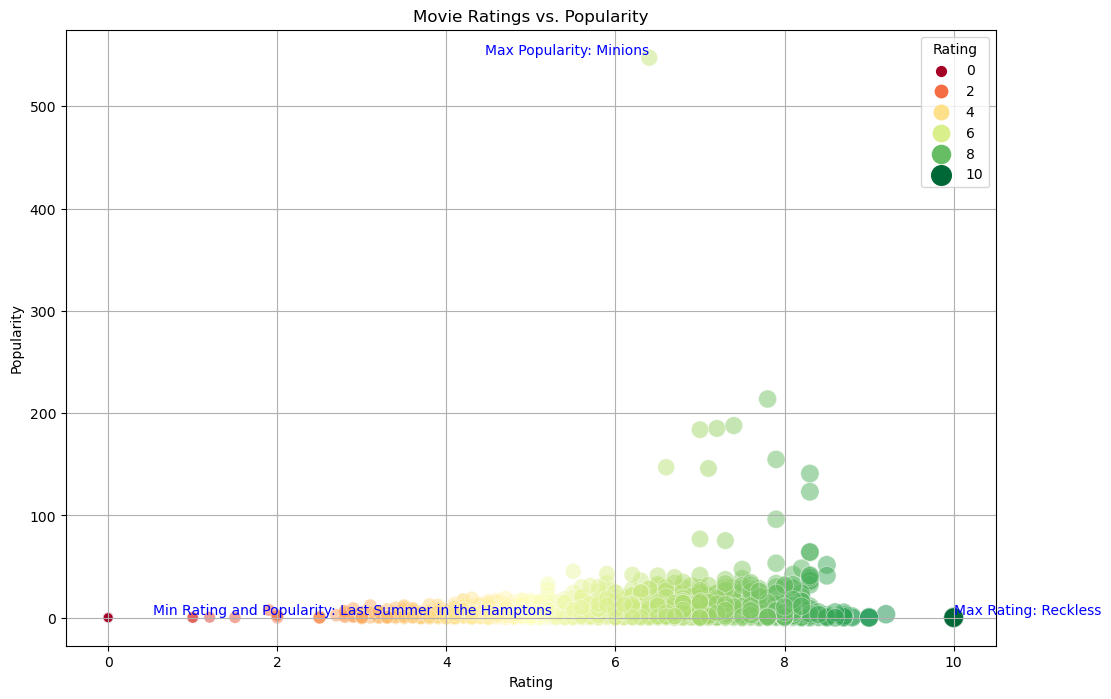 Movie Ratings vs. Popularity
Max Popularity: Minions
Rating
0
2
4
6
8
10
500
400
300
200
100
0
Popularity
Min Rating and Popularity: Last Summer in the Hamptons
Max Rating: Reckless
0 2 4 6 8 10
Rating